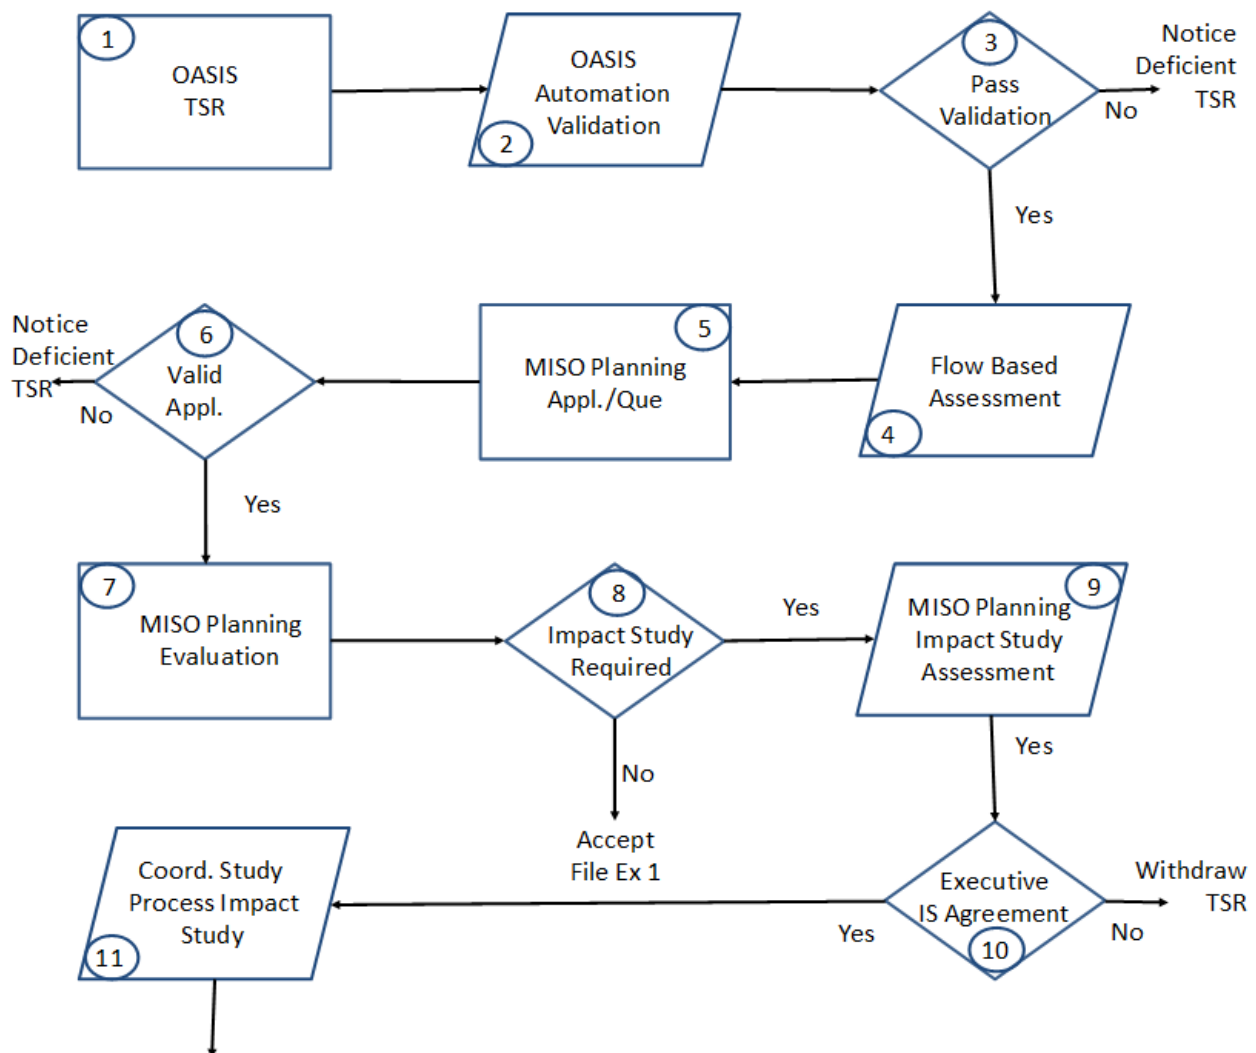 1
OASIS
TSR
OASIS
Automation
Validation
2
3
Pass
Validation
No
Notice
Deficient
TSR
Yes
Flow Based
Assessment
4
5
MISO Planning
Appl./Que
6
Valid
Appl.
Notice
Deficient
TSR
No
Yes
7
MISO Planning
Evaluation
8
Impact Study
Required
Yes
No
Accept
File Ex 1
9
MISO Planning
Impact Study
Assessment
Yes
Executive
IS Agreement
10
No
Withdraw
TSR
Yes
Coord. Study
Process Impact
Study
11